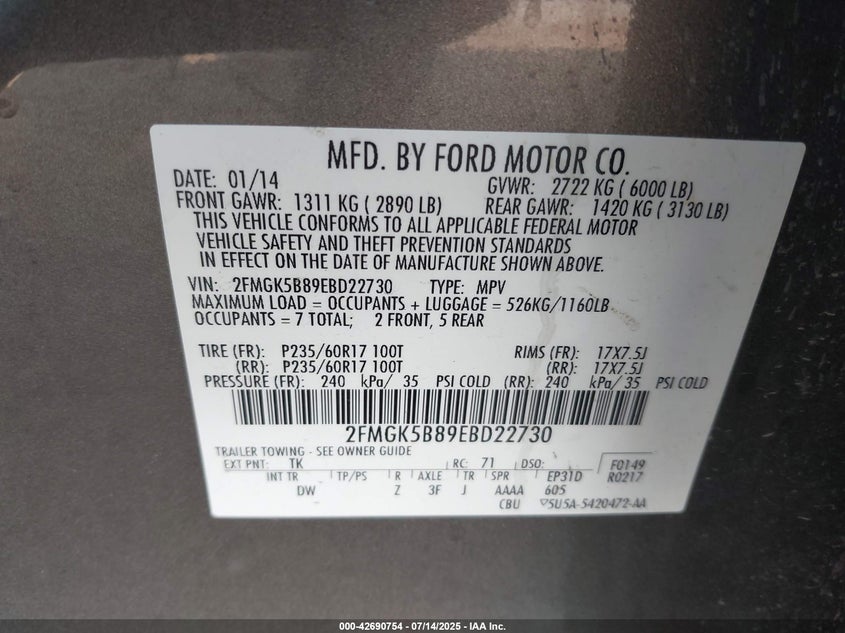 MFD. BY FORD MOTOR CO.
DATE: 01/14 GVWR: 2722 KG ( 6000 LB)
FRONT GAWR: 1311 KG ( 2890 LB) REAR GAWR: 1420 KG ( 3130 LB)
THIS VEHICLE CONFORMS TO ALL APPLICABLE FEDERAL MOTOR
VEHICLE SAFETY AND THEFT PREVENTION STANDARDS
IN EFFECT ON THE DATE OF MANUFACTURE SHOWN ABOVE.
VIN: 2FMGK5B89EBD22730 TYPE: MPV
MAXIMUM LOAD = OCCUPANTS + LUGGAGE = 526KG/1160LB
OCCUPANTS = 7 TOTAL; 2 FRONT, 5 REAR
TIRE (FR): P235/60R17 100T RIMS (FR): 17X7.5J
(RR): P235/60R17 100T (RR): 17X7.5J
PRESSURE (FR): 240 kPa/ 35 PSI COLD (RR): 240 kPa/ 35 PSI COLD
2FMGK5B89EBD22730
TRAILER TOWING - SEE OWNER GUIDE
EXT PNT: TK RC: 71 DSO: F0149
INT TR TP/PS R AXLE TR SPR EP31D R0217
DW Z 3F J AAAA 605
CBU ▽5U5A-5420472-AA
000-42690754 - 07/14/2025 - IAA Inc.